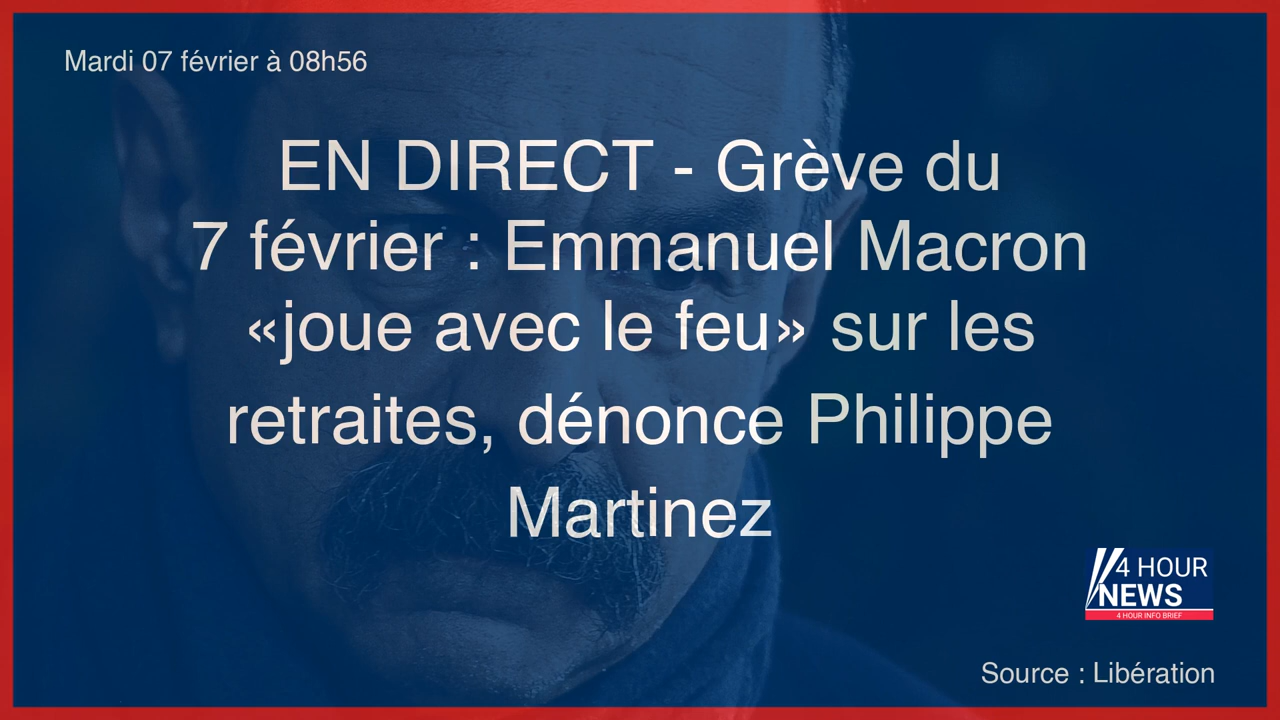 Mardi 07 février à 08h56
EN DIRECT - Grève du
7 février : Emmanuel Macron
«joue avec le feu» sur les
retraites, dénonce Philippe
Martinez
4 HOUR
NEWS
4 HOUR INFO BRIEF
Source : Libération